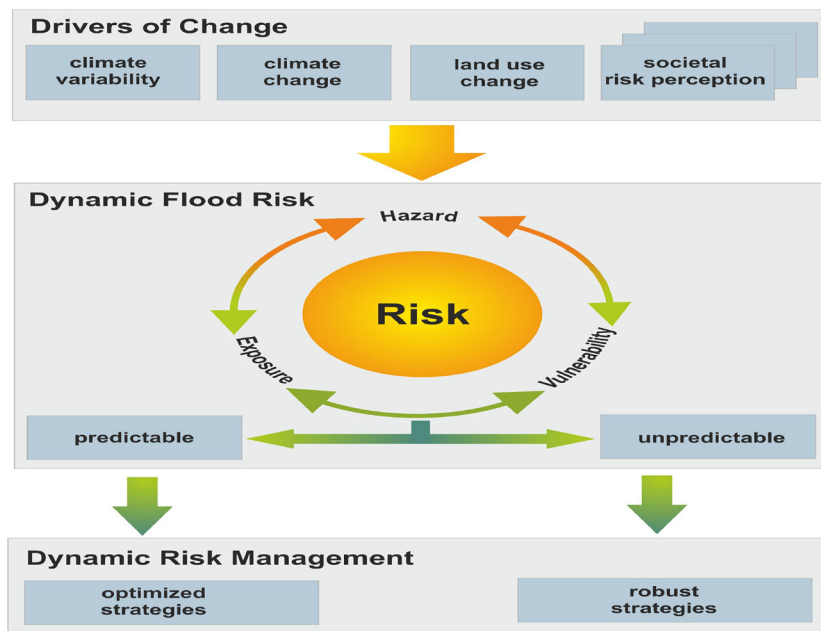 Drivers of Change
climate
variability
climate
change
land use
change
societal
risk perception
Dynamic Flood Risk
Hazard
Risk
Exposure
Vulnerability
predictable
unpredictable
Dynamic Risk Management
optimized
strategies
robust
strategies